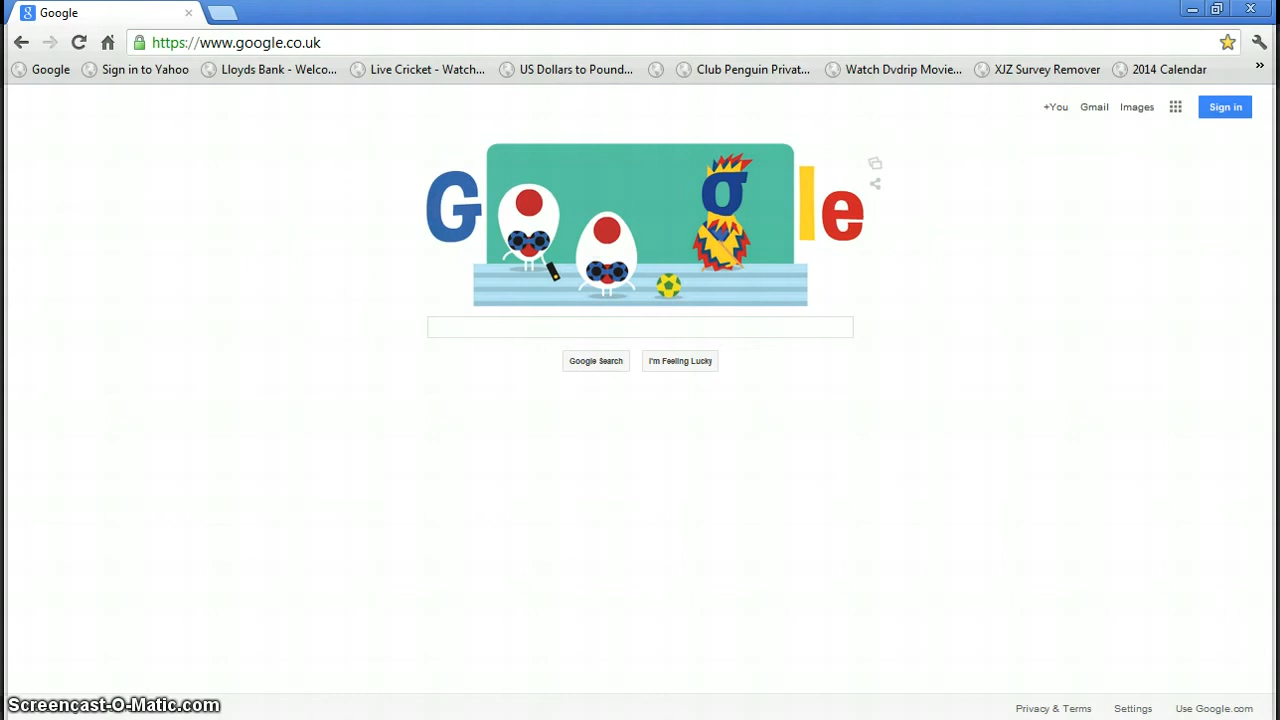 Google
https://www.google.co.uk
Google
Sign in to Yahoo
Lloyds Bank - Welco...
Live Cricket - Watch...
US Dollars to Pound...
Club Penguin Privat...
Watch Dvdrip Movie...
XJZ Survey Remover
2014 Calendar
»
+You
Gmail
Images
Sign in
G g le
Google Search
I'm Feeling Lucky
Screencast-O-Matic.com
Privacy & Terms
Settings
Use Google.com